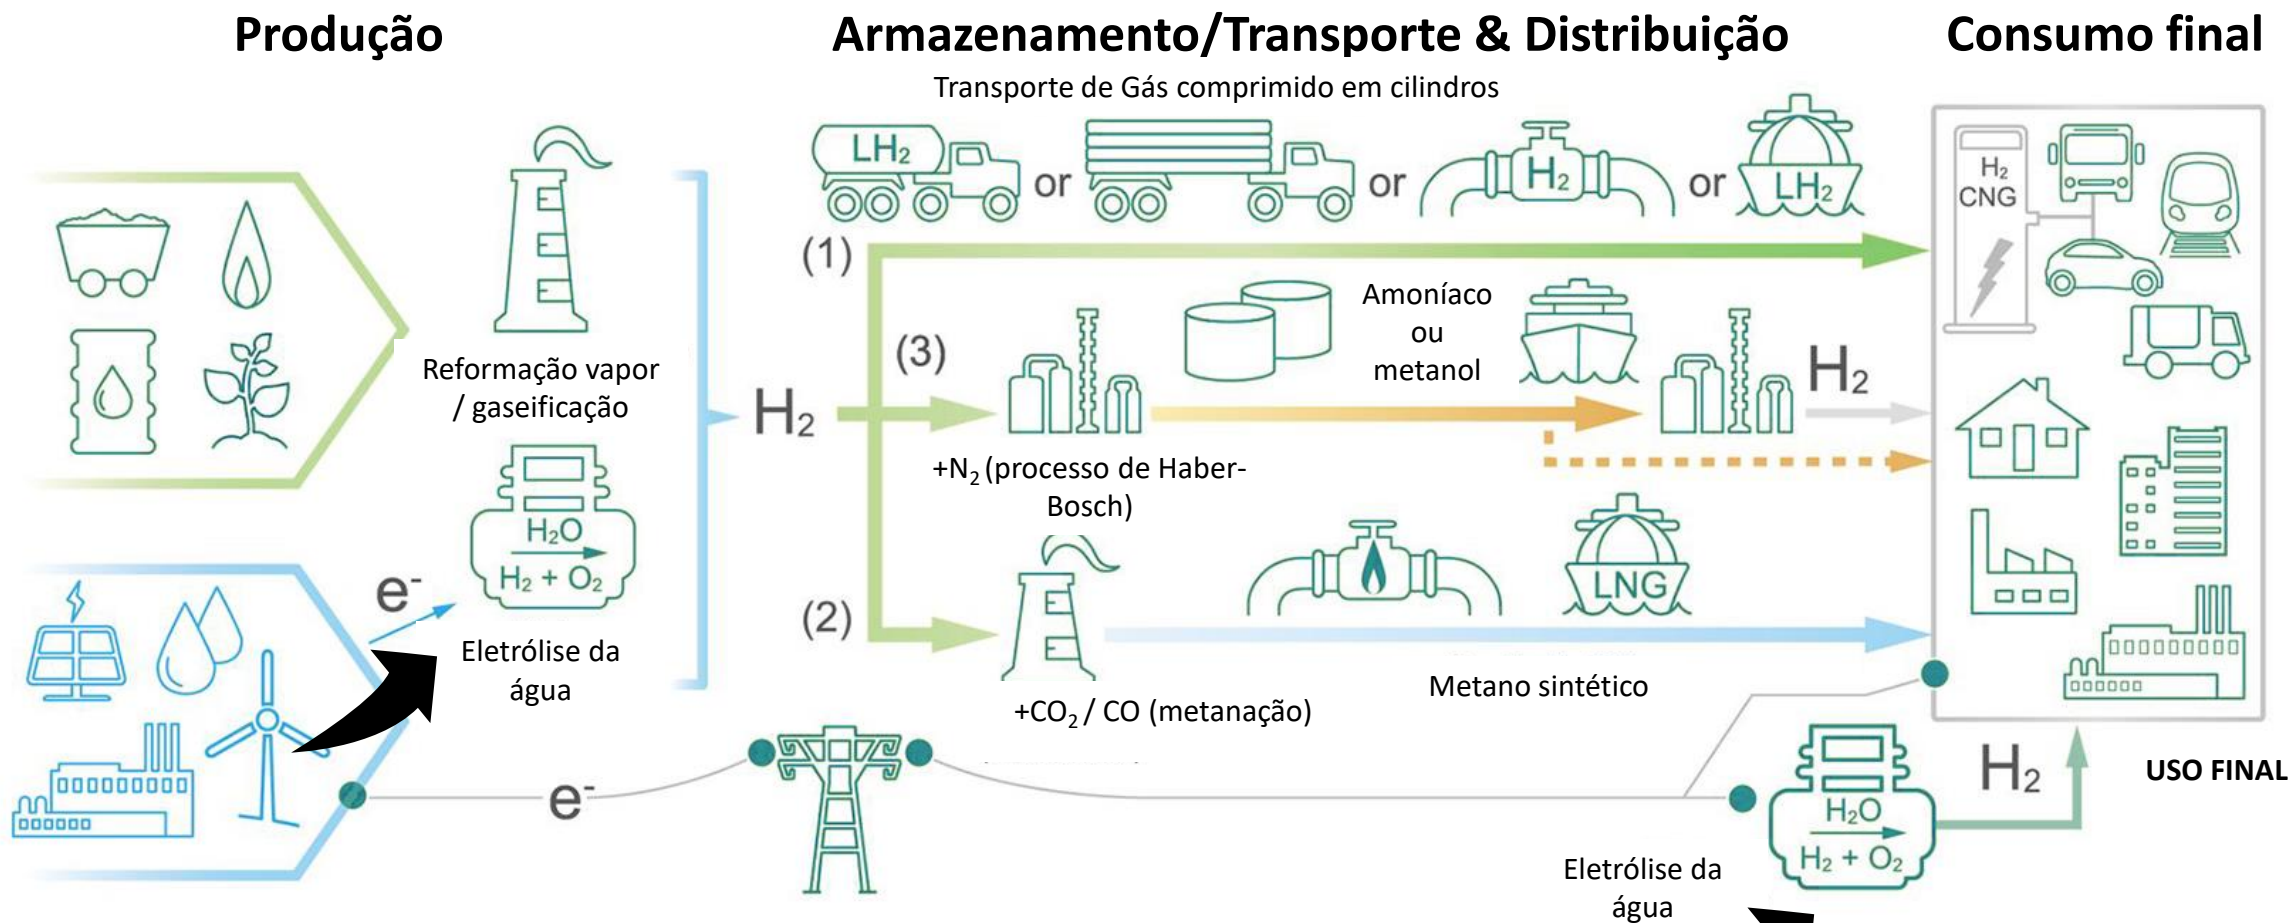 Produção
Armazenamento/Transporte & Distribuição
Consumo final
Transporte de Gás comprimido em cilindros
LH₂
or
or
H₂
or
LH₂
H₂
CNG
(1)
(3)
Amoníaco
ou
metanol
Reformação vapor
/ gaseificação
H₂
H₂
+N₂ (processo de Haber-
Bosch)
H₂O
H₂ + O₂
e⁻
Eletrólise da
água
(2)
LNG
Metano sintético
+CO₂ / CO (metanação)
e⁻
H₂
USO FINAL
H₂O
H₂ + O₂
Eletrólise da
água